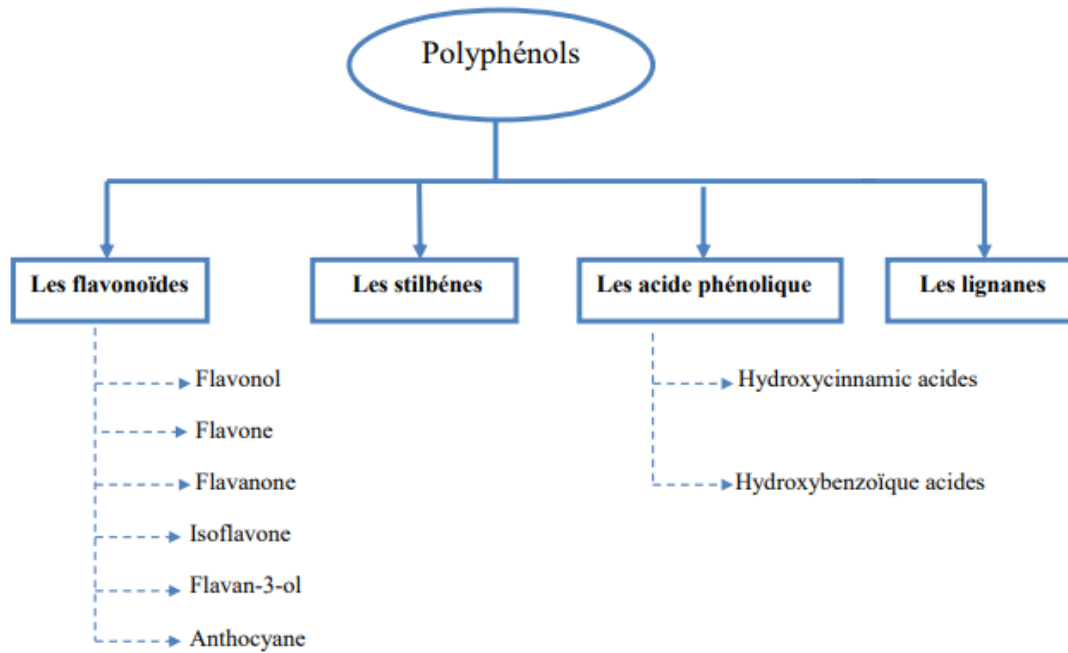 Polyphénols
Les flavonoïdes
Les stilbénes
Les acide phénolique
Les lignanes
Flavonol
Flavone
Flavanone
Isoflavone
Flavan-3-ol
Anthocyane
Hydroxycinnamic acides
Hydroxybenzoïque acides